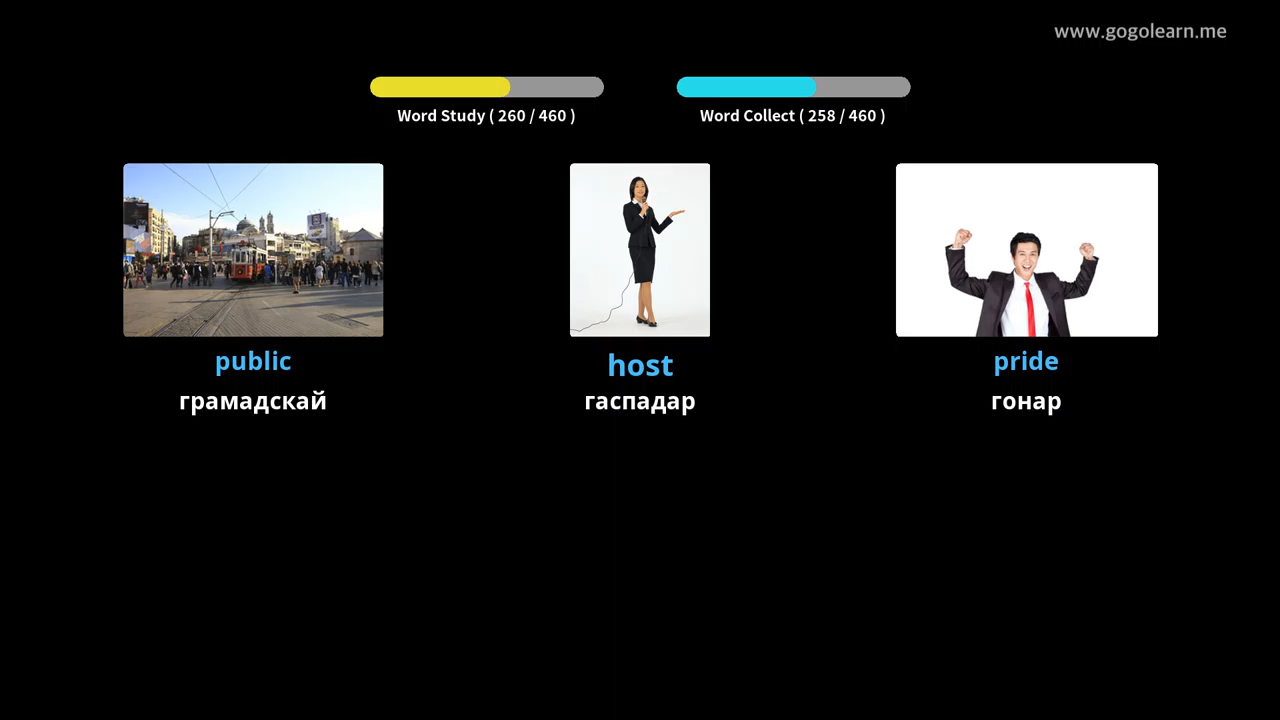 www.gogolearn.me
Word Study ( 260 / 460 )
Word Collect ( 258 / 460 )
public
host
pride
грамадскай
гаспадар
гонар